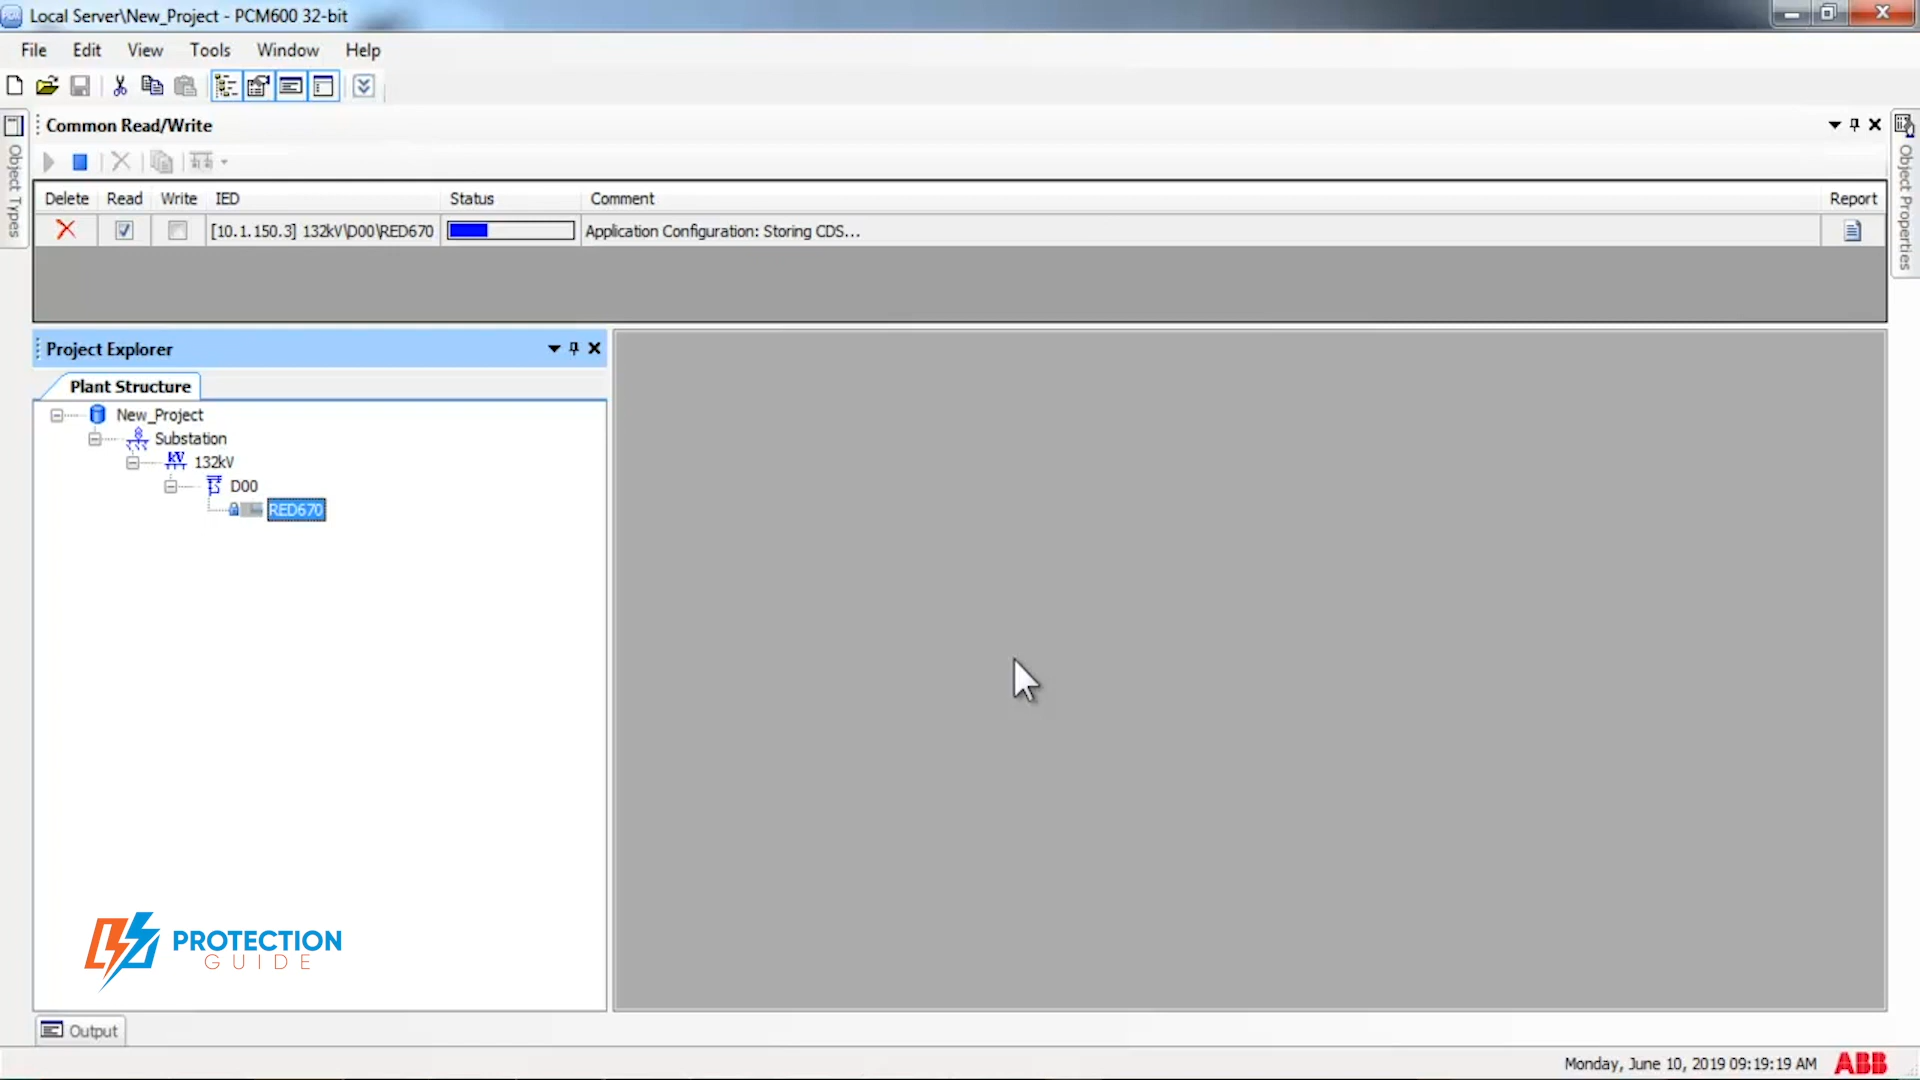 Local Server\New_Project - PCM600 32-bit
File Edit View Tools Window Help
Common Read/Write
Object Types
Object Properties
Delete Read Write IED Status Comment Report
[10.1.150.3] 132kV\D00\RED670 Application Configuration: Storing CDS...
Project Explorer
Plant Structure
New_Project
Substation
kV 132kV
D00
RED670
PROTECTION
GUIDE
Output
Monday, June 10, 2019 09:19:19 AM ABB